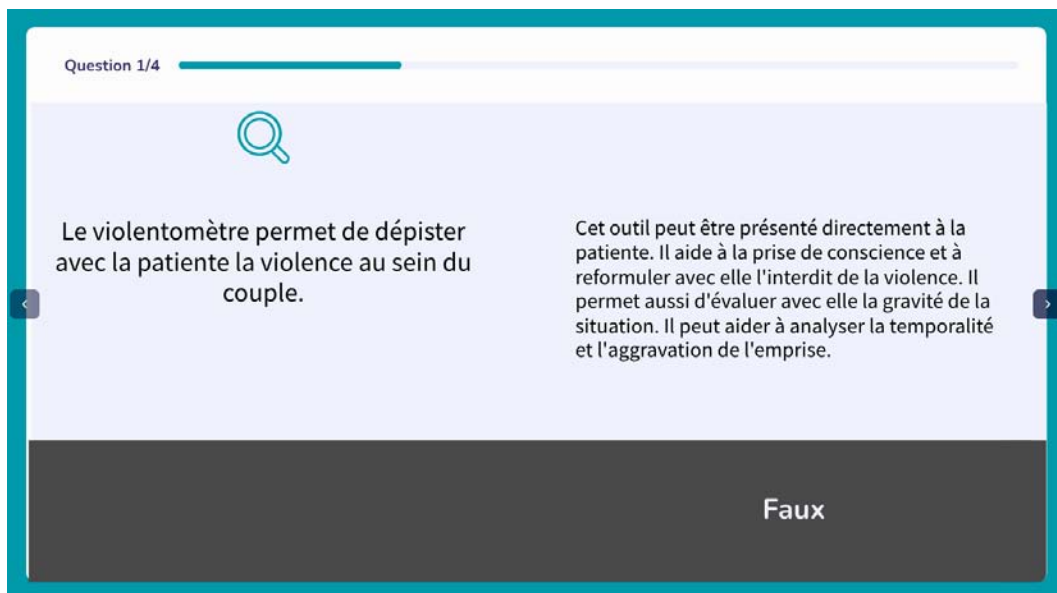 Question 1/4
Le violentomètre permet de dépister
avec la patiente la violence au sein du
couple.
Cet outil peut être présenté directement à la
patiente. Il aide à la prise de conscience et à
reformuler avec elle l'interdit de la violence. Il
permet aussi d'évaluer avec elle la gravité de la
situation. Il peut aider à analyser la temporalité
et l'aggravation de l'emprise.
Faux